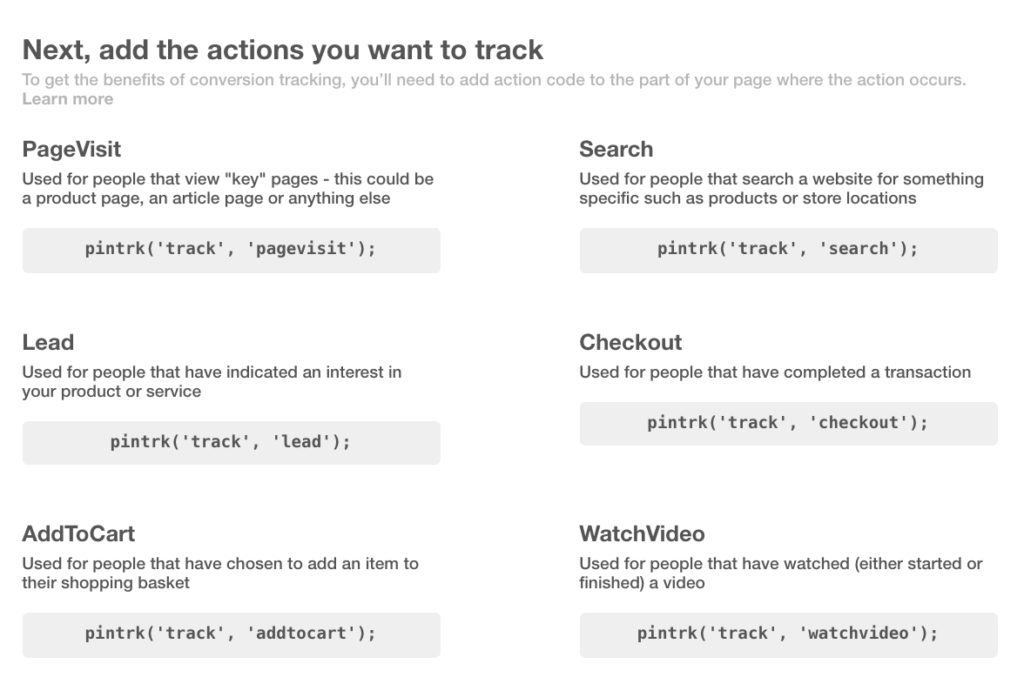 Next, add the actions you want to track
To get the benefits of conversion tracking, you’ll need to add action code to the part of your page where the action occurs.
Learn more
PageVisit
Used for people that view "key" pages - this could be
a product page, an article page or anything else
pintrk('track', 'pagevisit');
Search
Used for people that search a website for something
specific such as products or store locations
pintrk('track', 'search');
Lead
Used for people that have indicated an interest in
your product or service
pintrk('track', 'lead');
Checkout
Used for people that have completed a transaction
pintrk('track', 'checkout');
AddToCart
Used for people that have chosen to add an item to
their shopping basket
pintrk('track', 'addtocart');
WatchVideo
Used for people that have watched (either started or
finished) a video
pintrk('track', 'watchvideo');